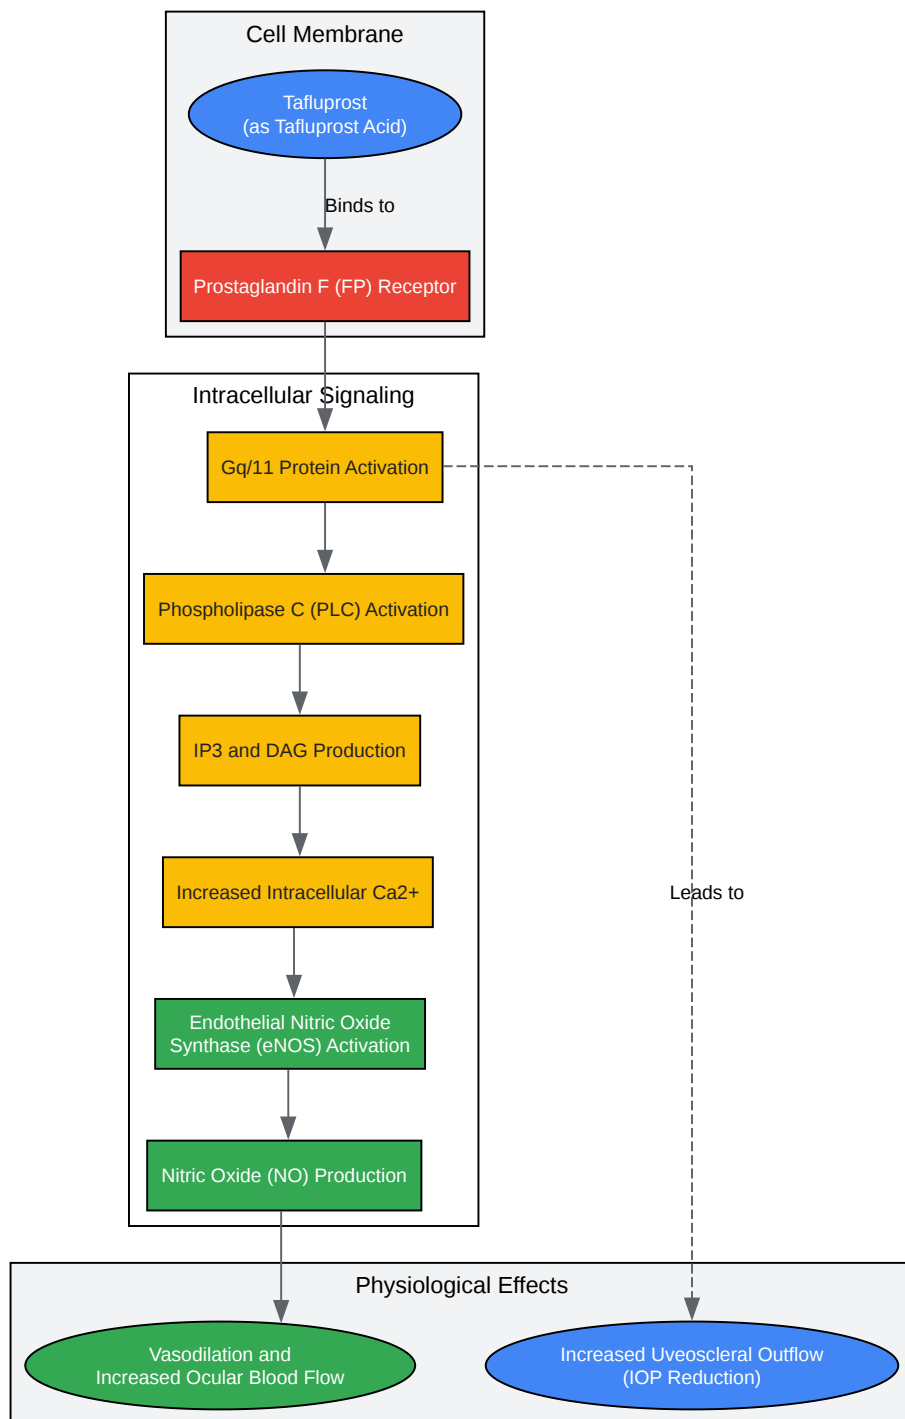 Cell Membrane
Tafluprost
(as Tafluprost Acid)
Binds to
Prostaglandin F (FP) Receptor
Intracellular Signaling
Gq/11 Protein Activation
Phospholipase C (PLC) Activation
IP3 and DAG Production
Increased Intracellular Ca2+
Leads to
Endothelial Nitric Oxide
Synthase (eNOS) Activation
Nitric Oxide (NO) Production
Physiological Effects
Vasodilation and
Increased Ocular Blood Flow
Increased Uveoscleral Outflow
(IOP Reduction)